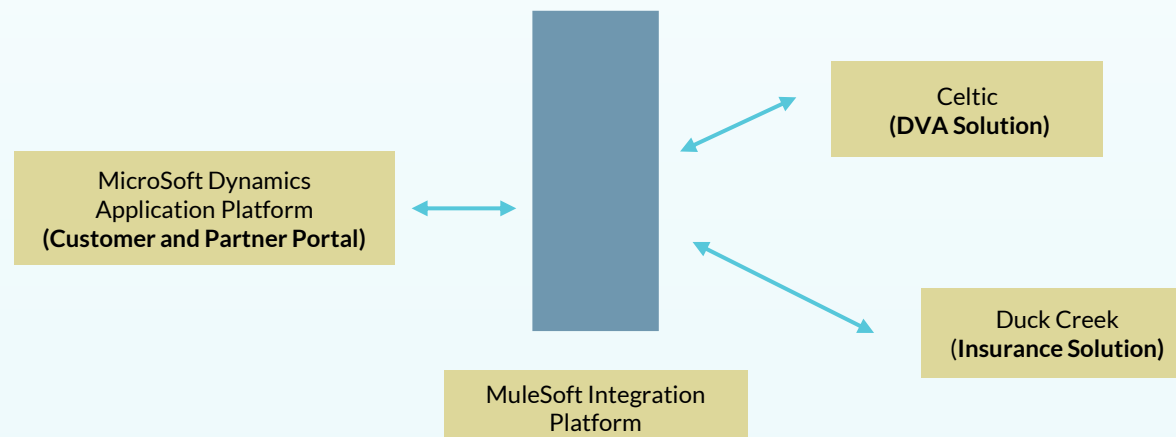 MicroSoft Dynamics
Application Platform
(Customer and Partner Portal)
Celtic
(DVA Solution)
Duck Creek
(Insurance Solution)
MuleSoft Integration
Platform